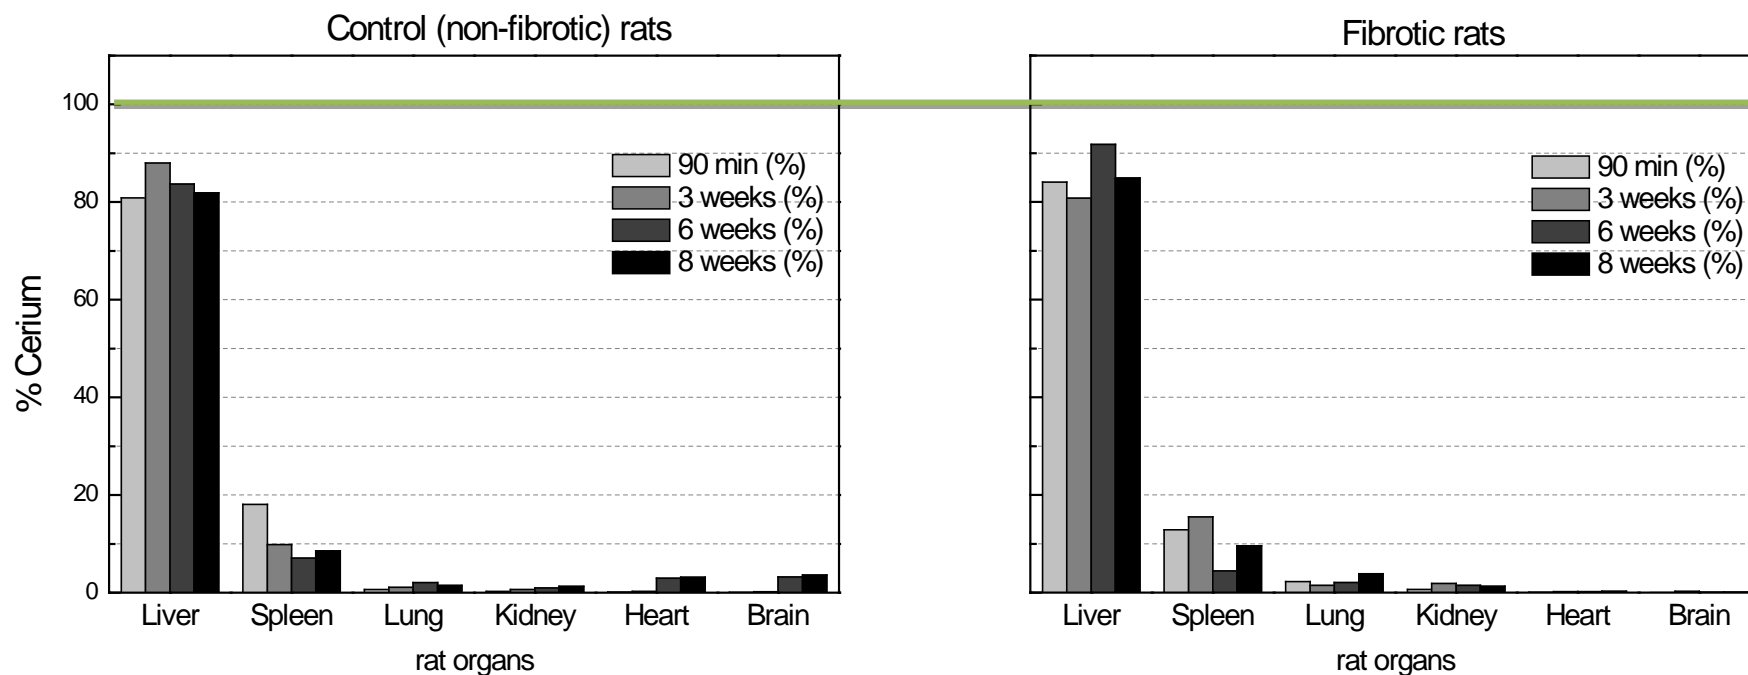 Control (non-fibrotic) rats
% Cerium
100
80
60
40
20
0
90 min (%)
3 weeks (%)
6 weeks (%)
8 weeks (%)
Liver Spleen Lung Kidney Heart Brain
rat organs
Fibrotic rats
90 min (%)
3 weeks (%)
6 weeks (%)
8 weeks (%)
Liver Spleen Lung Kidney Heart Brain
rat organs